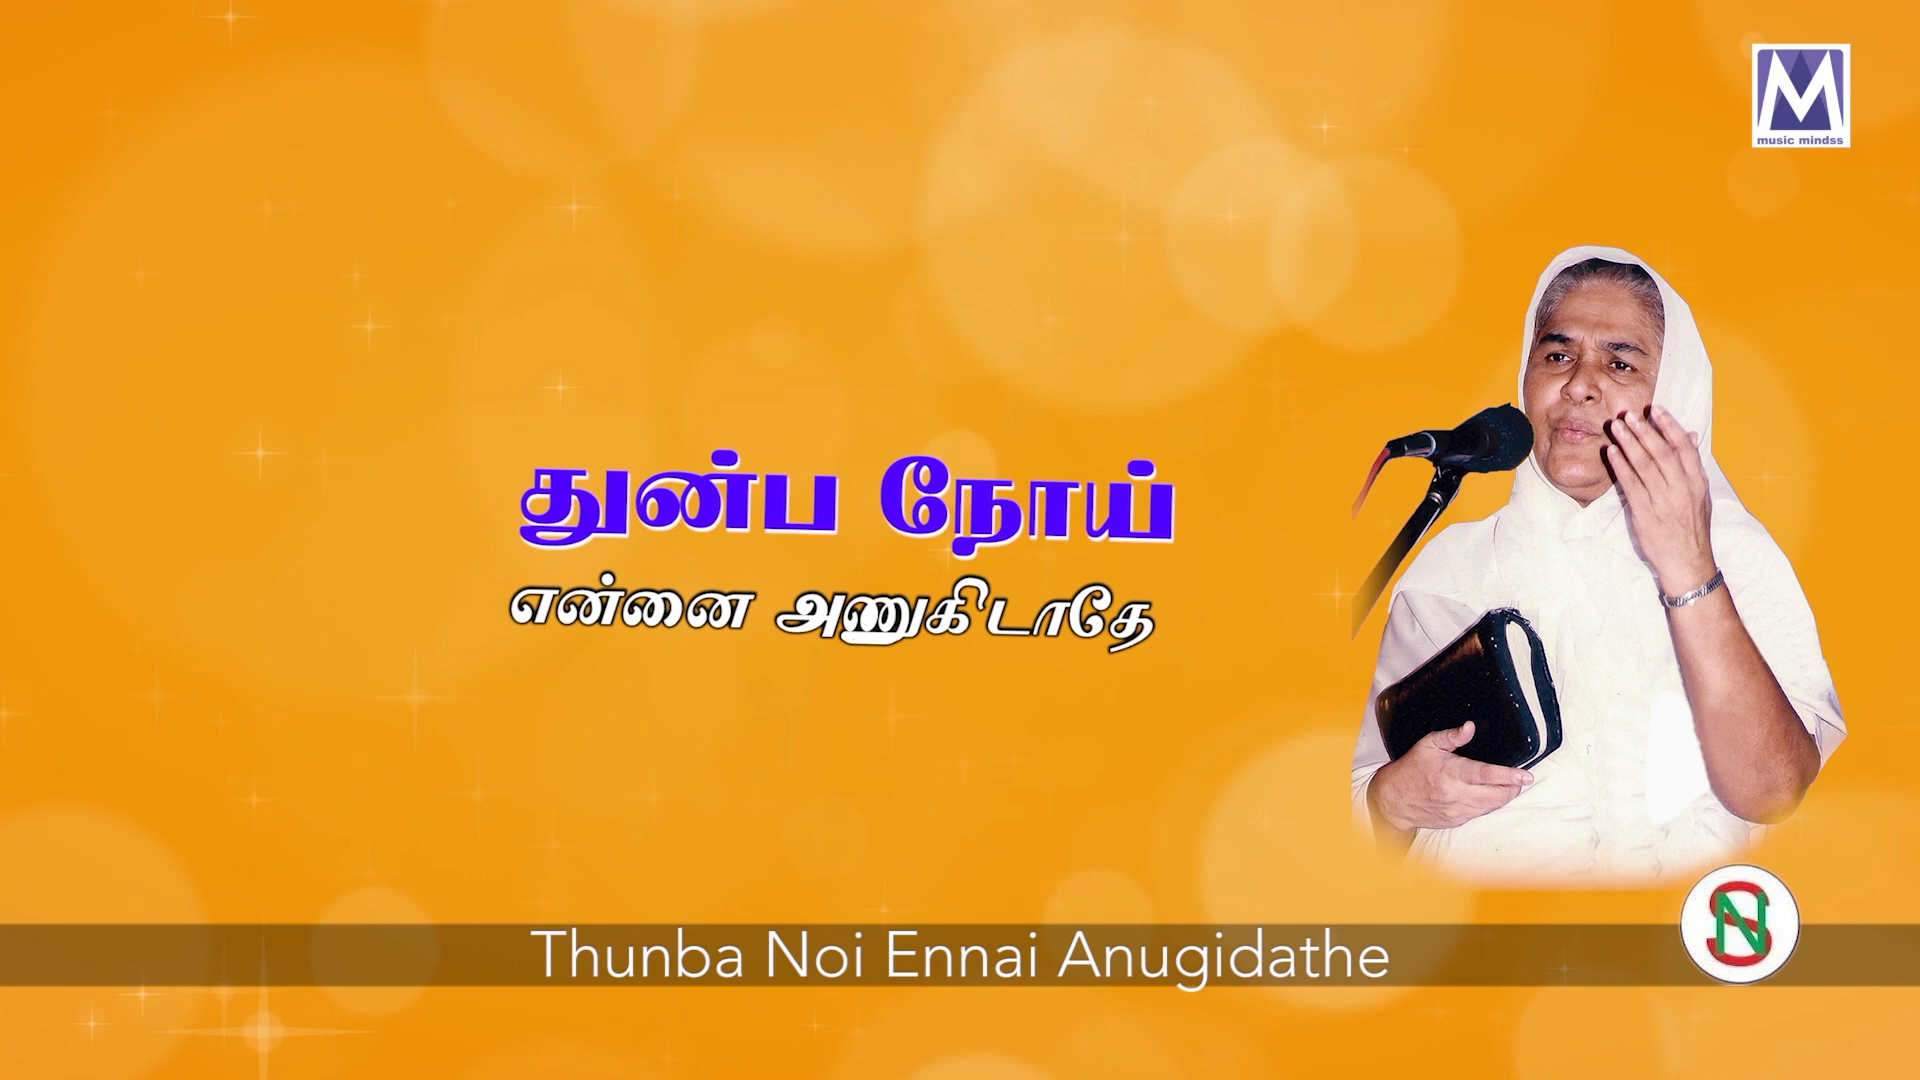 music mindss
துன்ப நோய்
என்னை அணுகிடாதே
Thunba Noi Ennai Anugidathe